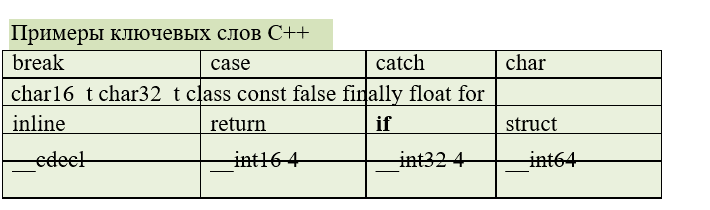 Примеры ключевых слов C++
break case catch char
char16 t char32 t class const false finally float for
inline return if struct
__cdecl __int16 4 __int32 4 __int64